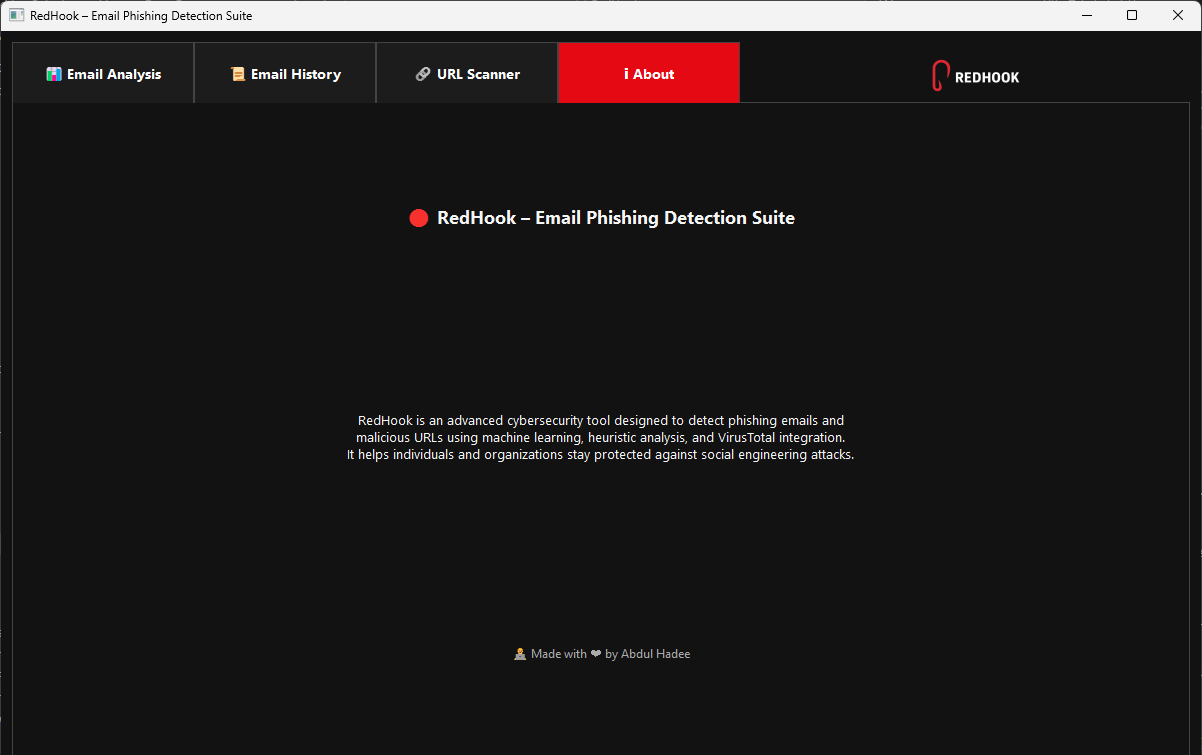 RedHook – Email Phishing Detection Suite
📊 Email Analysis
📜 Email History
🔗 URL Scanner
ℹ About
REDHOOK
🔴 RedHook – Email Phishing Detection Suite
RedHook is an advanced cybersecurity tool designed to detect phishing emails and
malicious URLs using machine learning, heuristic analysis, and VirusTotal integration.
It helps individuals and organizations stay protected against social engineering attacks.
👨‍💻 Made with ❤ by Abdul Hadee